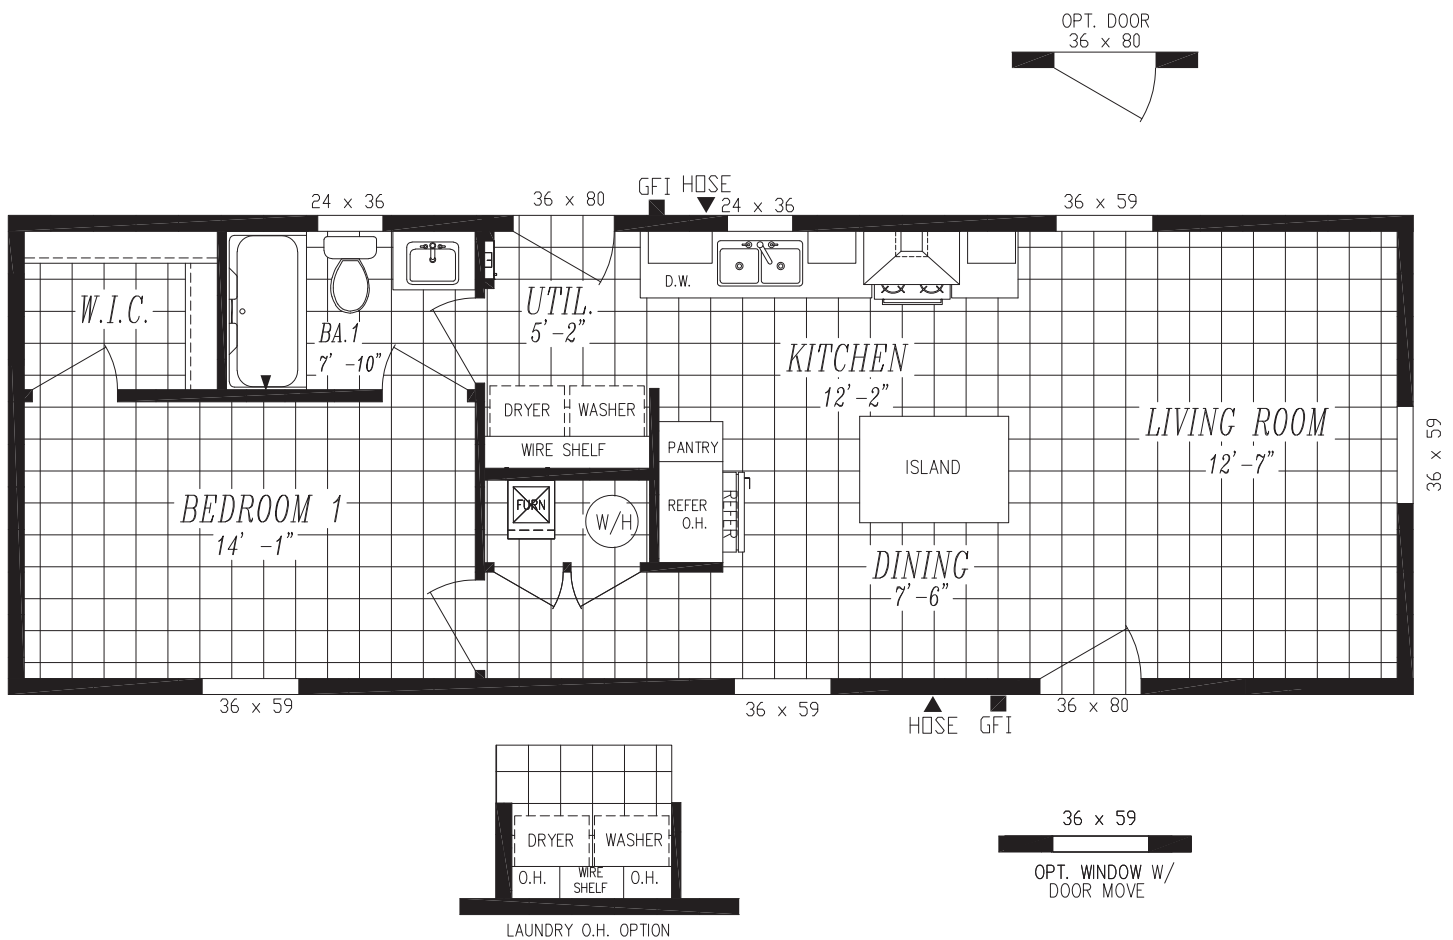 OPT. DOOR
36 x 80
24 x 36
36 x 80
GFI
HOSE
24 x 36
36 x 59
W.I.C.
BA.1
7' -10"
UTIL.
5'-2"
D.W.
KITCHEN
12'-2"
DRYER
WASHER
WIRE SHELF
PANTRY
LIVING ROOM
12'-7"
36 x 59
ISLAND
BEDROOM 1
14' -1"
FURN
W/H
REFER
O.H.
REFER
DINING
7'-6"
36 x 59
36 x 59
HOSE
GFI
36 x 80
DRYER
WASHER
O.H.
WIRE
SHELF
O.H.
LAUNDRY O.H. OPTION
36 x 59
OPT. WINDOW W/
DOOR MOVE